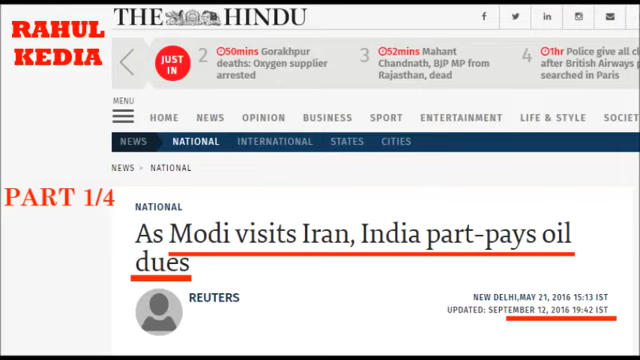 RAHUL
KEDIA
THE HINDU
JUST
IN
2 50mins Gorakhpur
deaths: Oxygen supplier
arrested
3 52mins Mahant
Chandnath, BJP MP from
Rajasthan, dead
4 1hr Police give all cl
after British Airways p
searched in Paris
MENU
HOME NEWS OPINION BUSINESS SPORT ENTERTAINMENT LIFE & STYLE SOCIET
NEWS NATIONAL INTERNATIONAL STATES CITIES
NEWS > NATIONAL
PART 1/4
NATIONAL
As Modi visits Iran, India part-pays oil
dues
REUTERS
NEW DELHI, MAY 21, 2016 15:13 IST
UPDATED: SEPTEMBER 12, 2016 19:42 IST